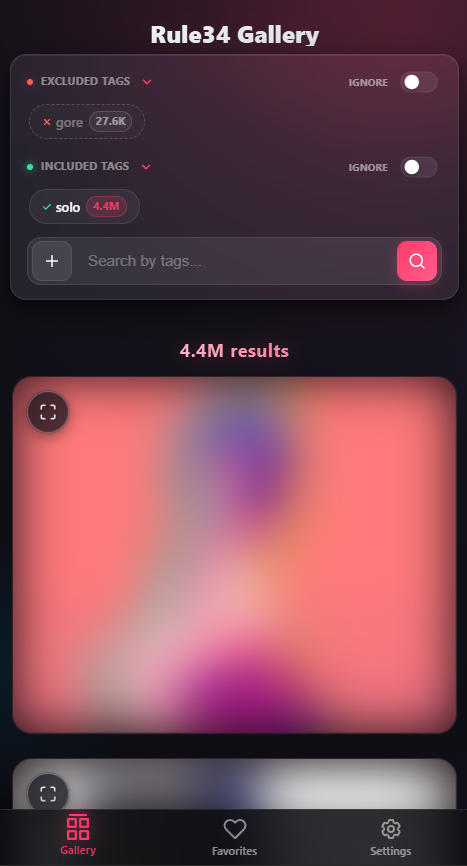 Rule34 Gallery
EXCLUDED TAGS IGNORE
gore 27.6K
INCLUDED TAGS IGNORE
solo 4.4M
Search by tags...
4.4M results
Gallery Favorites Settings